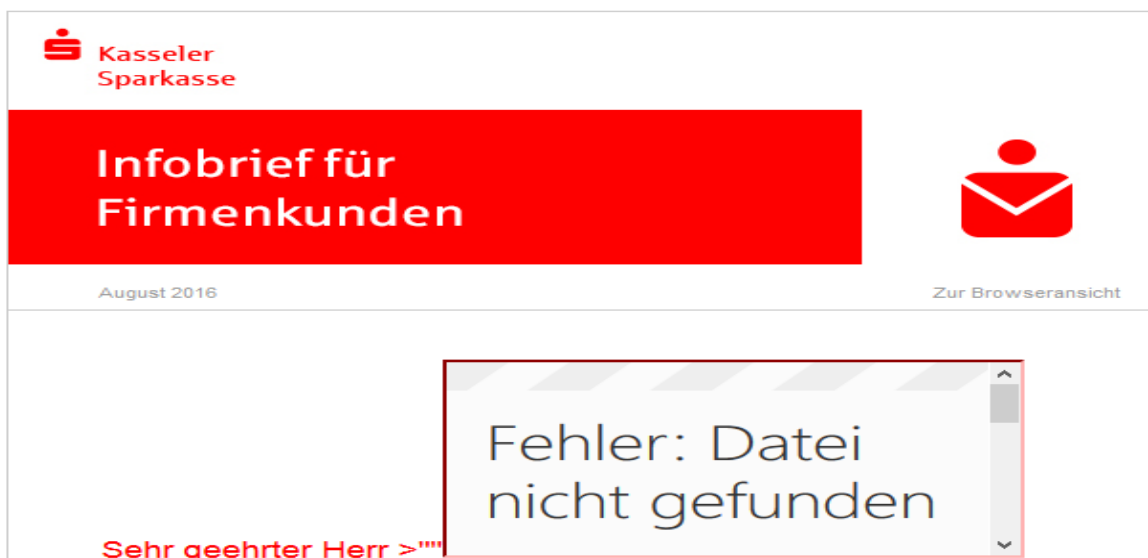 Kasseler
Sparkasse
Infobrief für
Firmenkunden
August 2016
Zur Browseransicht
Fehler: Datei
nicht gefunden
Sehr geehrter Herr >""